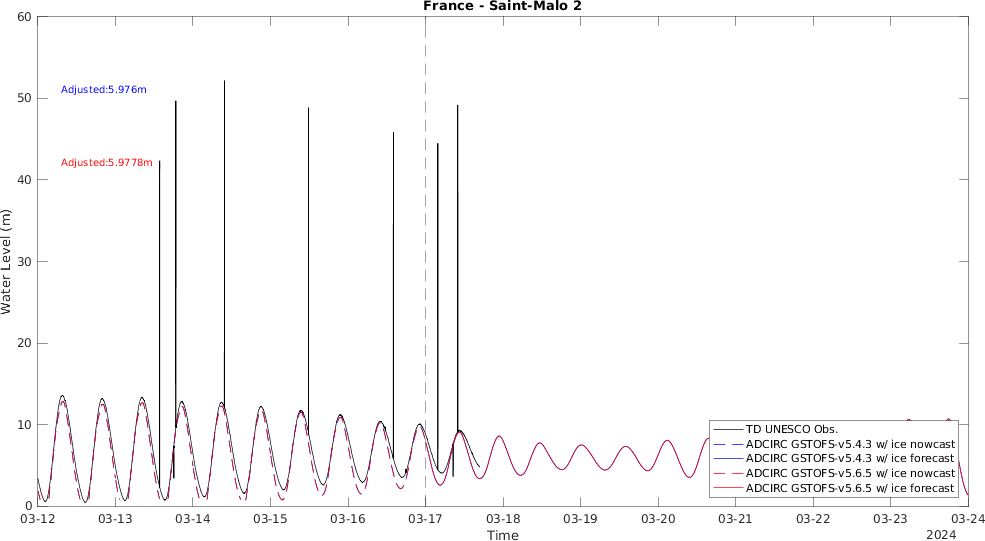 France - Saint-Malo 2
60
50
40
30
20
10
0
Water Level (m)
Adjusted:5.976m
Adjusted:5.9778m
TD UNESCO Obs.
ADCIRC GSTOFS-v5.4.3 w/ ice nowcast
ADCIRC GSTOFS-v5.4.3 w/ ice forecast
ADCIRC GSTOFS-v5.6.5 w/ ice nowcast
ADCIRC GSTOFS-v5.6.5 w/ ice forecast
03-12 03-13 03-14 03-15 03-16 03-17 03-18 03-19 03-20 03-21 03-22 03-23 03-24
Time
2024